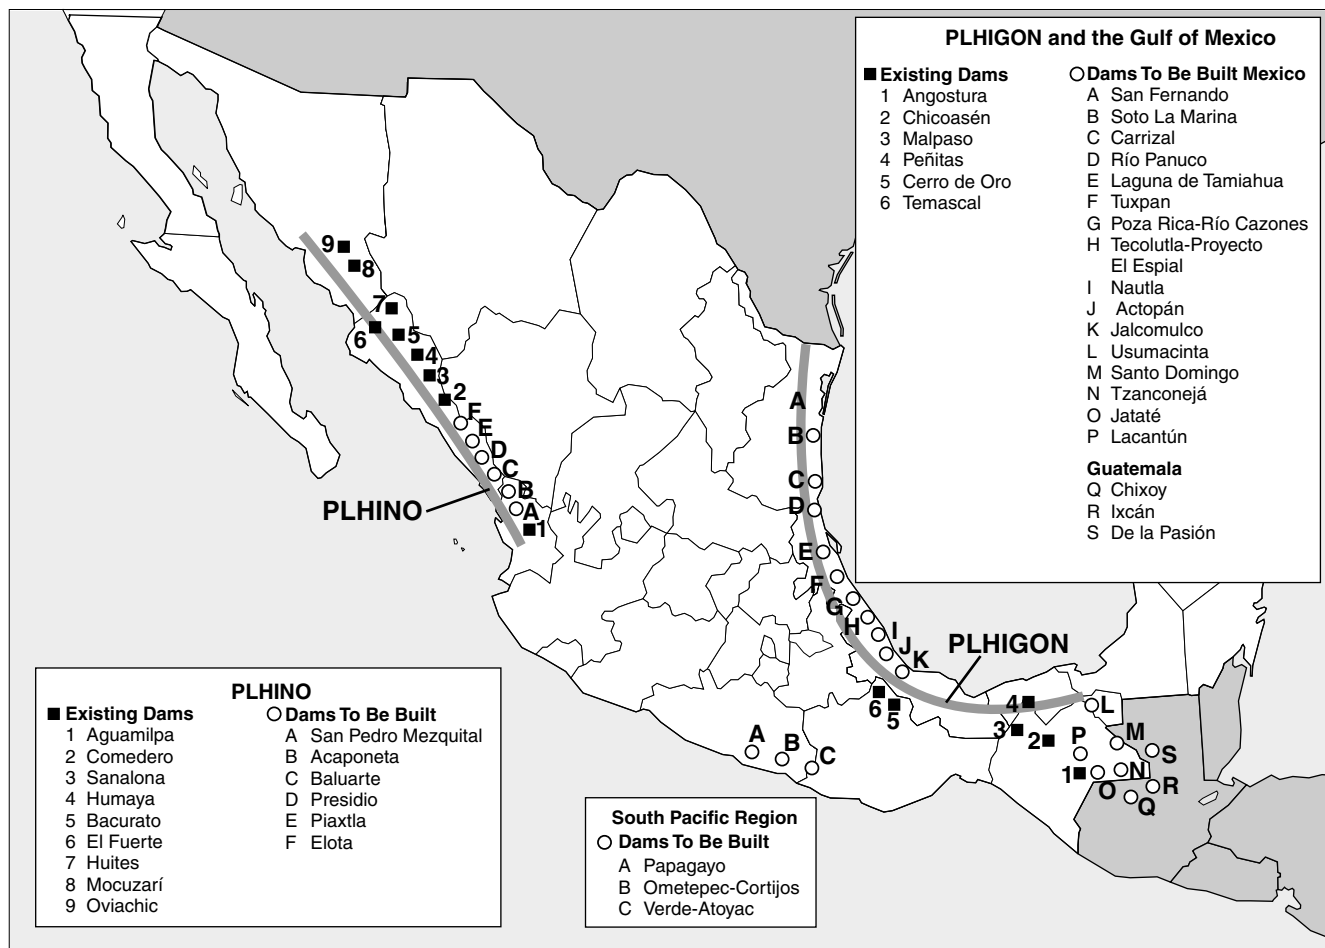 PLHIGON and the Gulf of Mexico
Existing Dams
1 Angostura
2 Chicoasén
3 Malpaso
4 Peñitas
5 Cerro de Oro
6 Temascal
Dams To Be Built Mexico
A San Fernando
B Soto La Marina
C Carrizal
D Río Panuco
E Laguna de Tamiahua
F Tuxpan
G Poza Rica-Río Cazones
H Tecolutla-Proyecto
El Espial
I Nautla
J Actopán
K Jalcomulco
L Usumacinta
M Santo Domingo
N Tzanconejá
O Jataté
P Lacantún
Guatemala
Q Chixoy
R Ixcán
S De la Pasión
9
8
7
6
5
4
3
2
F
E
D
C
B
A
1
PLHINO
A
B
C
D
E
F
G
H
I
J
K
PLHIGON
6
5
4
3
2
1
L
M
S
P
N
O
R
Q
A
B
C
PLHINO
Existing Dams
1 Aguamilpa
2 Comedero
3 Sanalona
4 Humaya
5 Bacurato
6 El Fuerte
7 Huites
8 Mocuzarí
9 Oviachic
Dams To Be Built
A San Pedro Mezquital
B Acaponeta
C Baluarte
D Presidio
E Piaxtla
F Elota
South Pacific Region
Dams To Be Built
A Papagayo
B Ometepec-Cortijos
C Verde-Atoyac